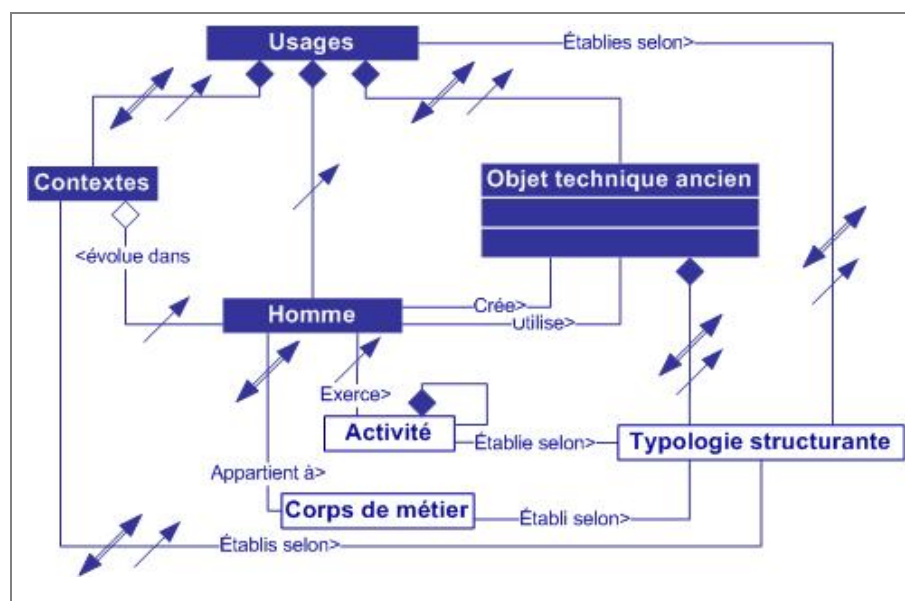 Usages
Établies selon>
Contextes
Objet technique ancien
<évolue dans
Crée>
Homme
Utilise>
Exerce>
Activité
Établie selon>
Typologie structurante
Appartient à>
Corps de métier
Établi selon>
Établis selon>